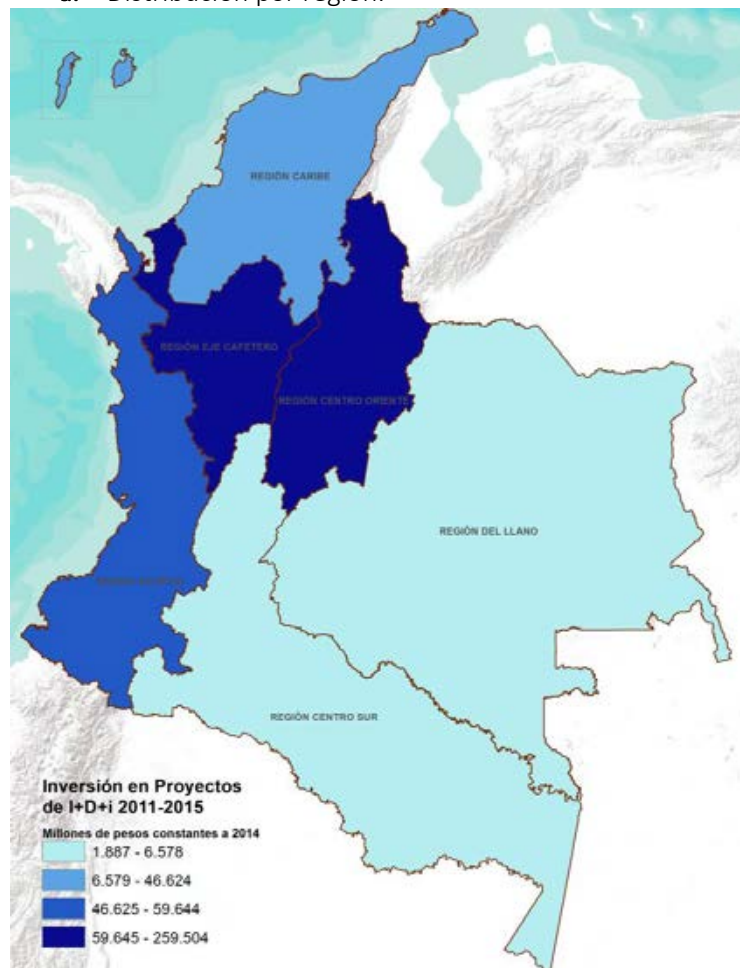 Distribución por región.
REGIÓN CARIBE
REGIÓN EJE CAFETERO
REGIÓN CENTRO ORIENTE
REGIÓN DEL LLANO
REGIÓN
REGIÓN CENTRO SUR
Inversión en Proyectos
de I+D+i 2011-2015
Millones de pesos constantes a 2014
1.887 - 6.578
6.579 - 46.624
46.625 - 59.644
59.645 - 259.504